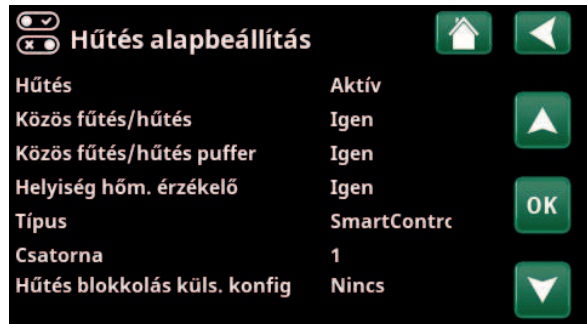 Hűtés alapbeállítás
Hűtés Aktív
Közös fűtés/hűtés Igen
Közös fűtés/hűtés puffer Igen
Helyiség hőm. érzékelő Igen
OK
Típus SmartContrc
Csatorna 1
Hűtés blokkolás küls. konfig Nincs